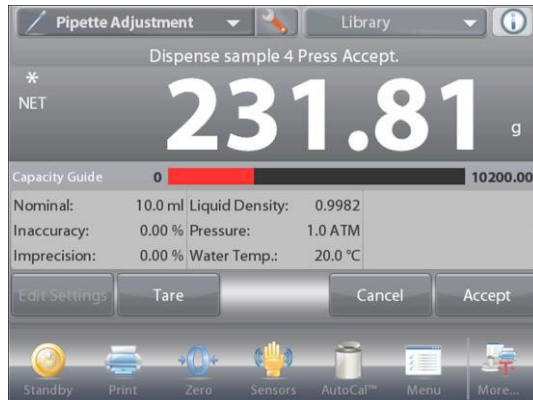 Pipette Adjustment Library
Dispense sample 4 Press Accept.
*
NET
231.81 g
Capacity Guide 0 10200.00
Nominal: 10.0 ml Liquid Density: 0.9982
Inaccuracy: 0.00 % Pressure: 1.0 ATM
Imprecision: 0.00 % Water Temp.: 20.0 °C
Edit Settings Tare Cancel Accept
Standby Print Zero Sensors AutoCal™ Menu More...